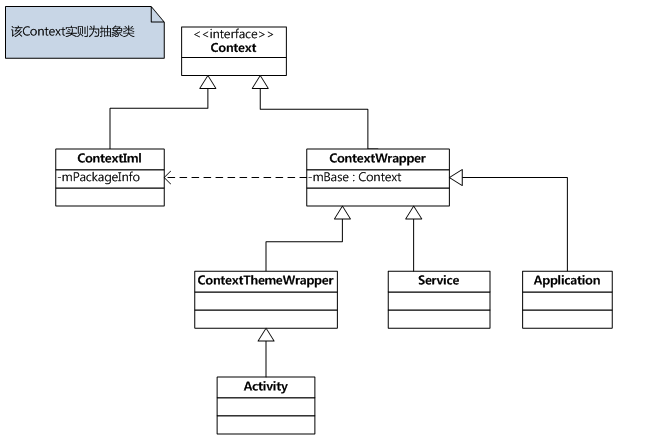 该Context实则为抽象类
<<interface>>
Context
ContextIml
-mPackageInfo
ContextWrapper
-mBase : Context
ContextThemeWrapper
Service
Application
Activity